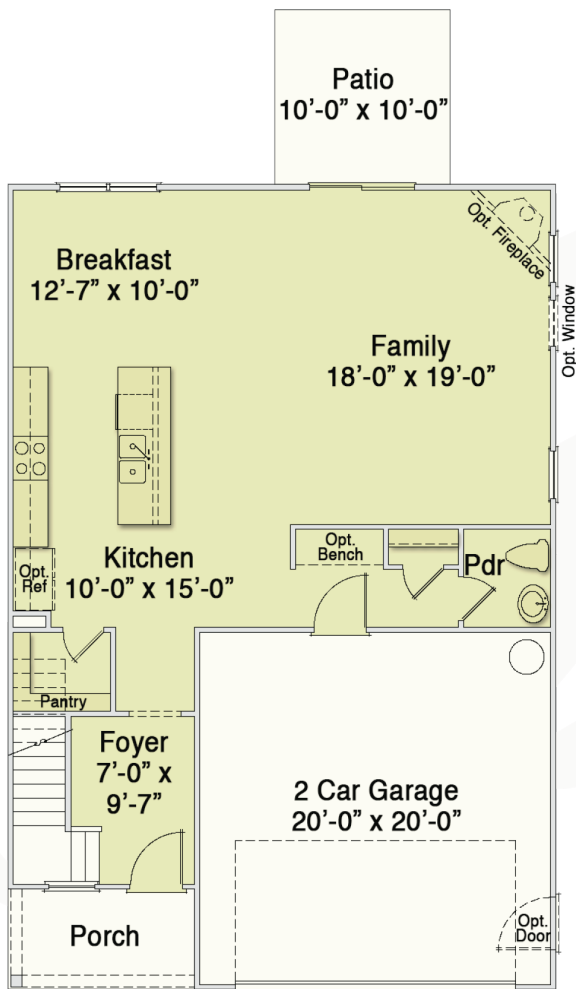 Patio
10’-0” x 10’-0”
Opt. Fireplace
Breakfast
12’-7” x 10’-0”
Opt. Window
Family
18’-0” x 19’-0”
Opt.
Bench
Pdr
Kitchen
10’-0” x 15’-0”
Opt.
Ref
Pantry
Foyer
7’-0” x
9’-7”
2 Car Garage
20’-0” x 20’-0”
Opt.
Door
Porch